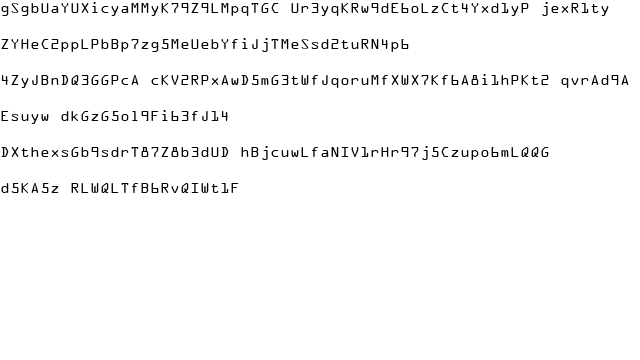 gSgbUaYUXicyaMMyK79Z9LMpqTGC Ur3yqKRw9dE6oLzCt4Yxd1yP jexR1ty
ZYHeC2ppLPbBp7zg5MeUebYfiJjTMeSsd2tuRN4p6
4ZyJBnDQ3GGPcA cKV2RPxAwD5mG3tWfJqoruMfXWX7Kf6A8i1hPKt2 qvrAd9A
Esuyw dkGzG5o19Fi63fJ14
DXthexsGb9sdrT87Z8b3dUD hBjcuwLfaNIV1rHr97j5Czupo6mLQQG
d5KA5z RLWQLTfB6RvQIWt1F